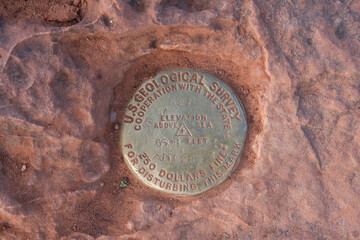 U.S. GEOLOGICAL SURVEY
COOPERATION WITH THE STATE
ELEVATION
ABOVE SEA
FEET
250 DOLLARS FINE
FOR DISTURBING THIS MARK